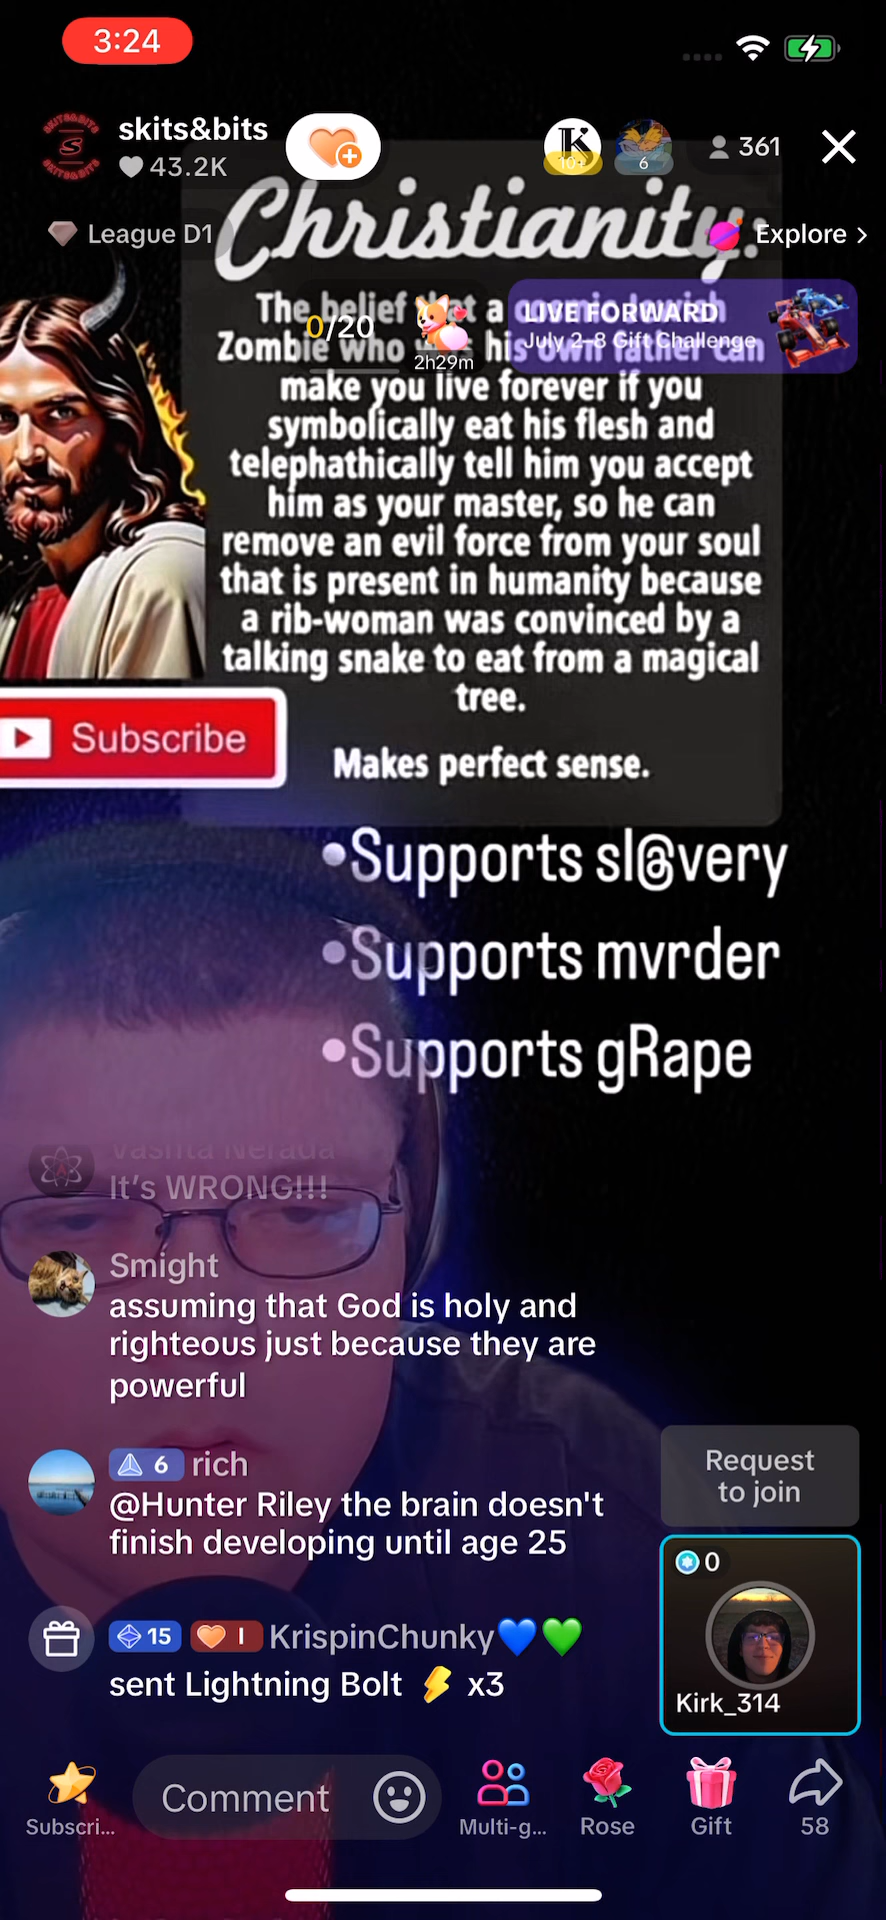 3:24
skits&bits
43.2K
10+
6
361
League D1
Explore >
Christianity:
The belief that a cosmic Jewish
Zombie who was his own father can
make you live forever if you
symbolically eat his flesh and
telephathically tell him you accept
him as your master, so he can
remove an evil force from your soul
that is present in humanity because
a rib-woman was convinced by a
talking snake to eat from a magical
tree.
Makes perfect sense.
0/20
2h29m
LIVE FORWARD
July 2-8 Gift Challenge
Subscribe
•Supports sl@very
•Supports mvrder
•Supports gRape
Vashta Nerada
It's WRONG!!!
Smight
assuming that God is holy and
righteous just because they are
powerful
6 rich
@Hunter Riley the brain doesn't
finish developing until age 25
15 I KrispinChunky💙💚
sent Lightning Bolt ⚡ x3
Request
to join
0
Kirk_314
Subscri...
Comment
Multi-g...
Rose
Gift
58